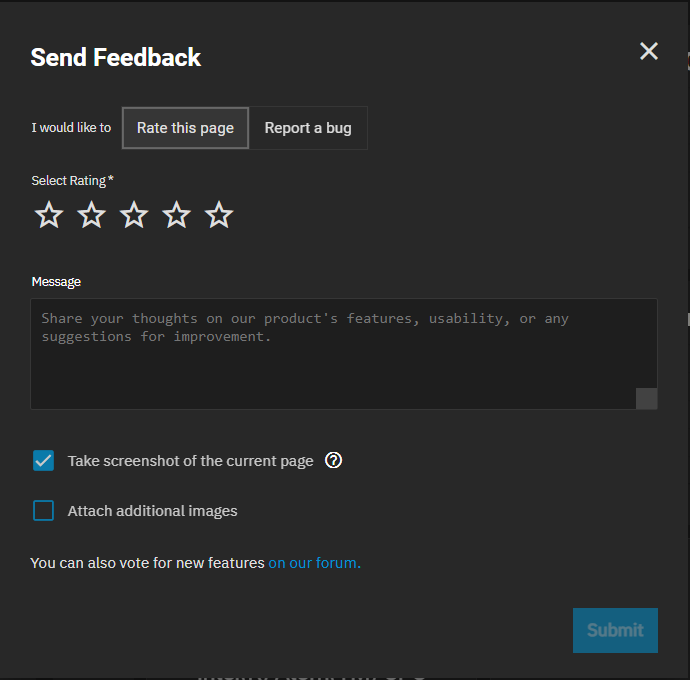 Send Feedback
I would like to Rate this page Report a bug
Select Rating*
Message
Share your thoughts on our product's features, usability, or any
suggestions for improvement.
Take screenshot of the current page
Attach additional images
You can also vote for new features on our forum.
Submit